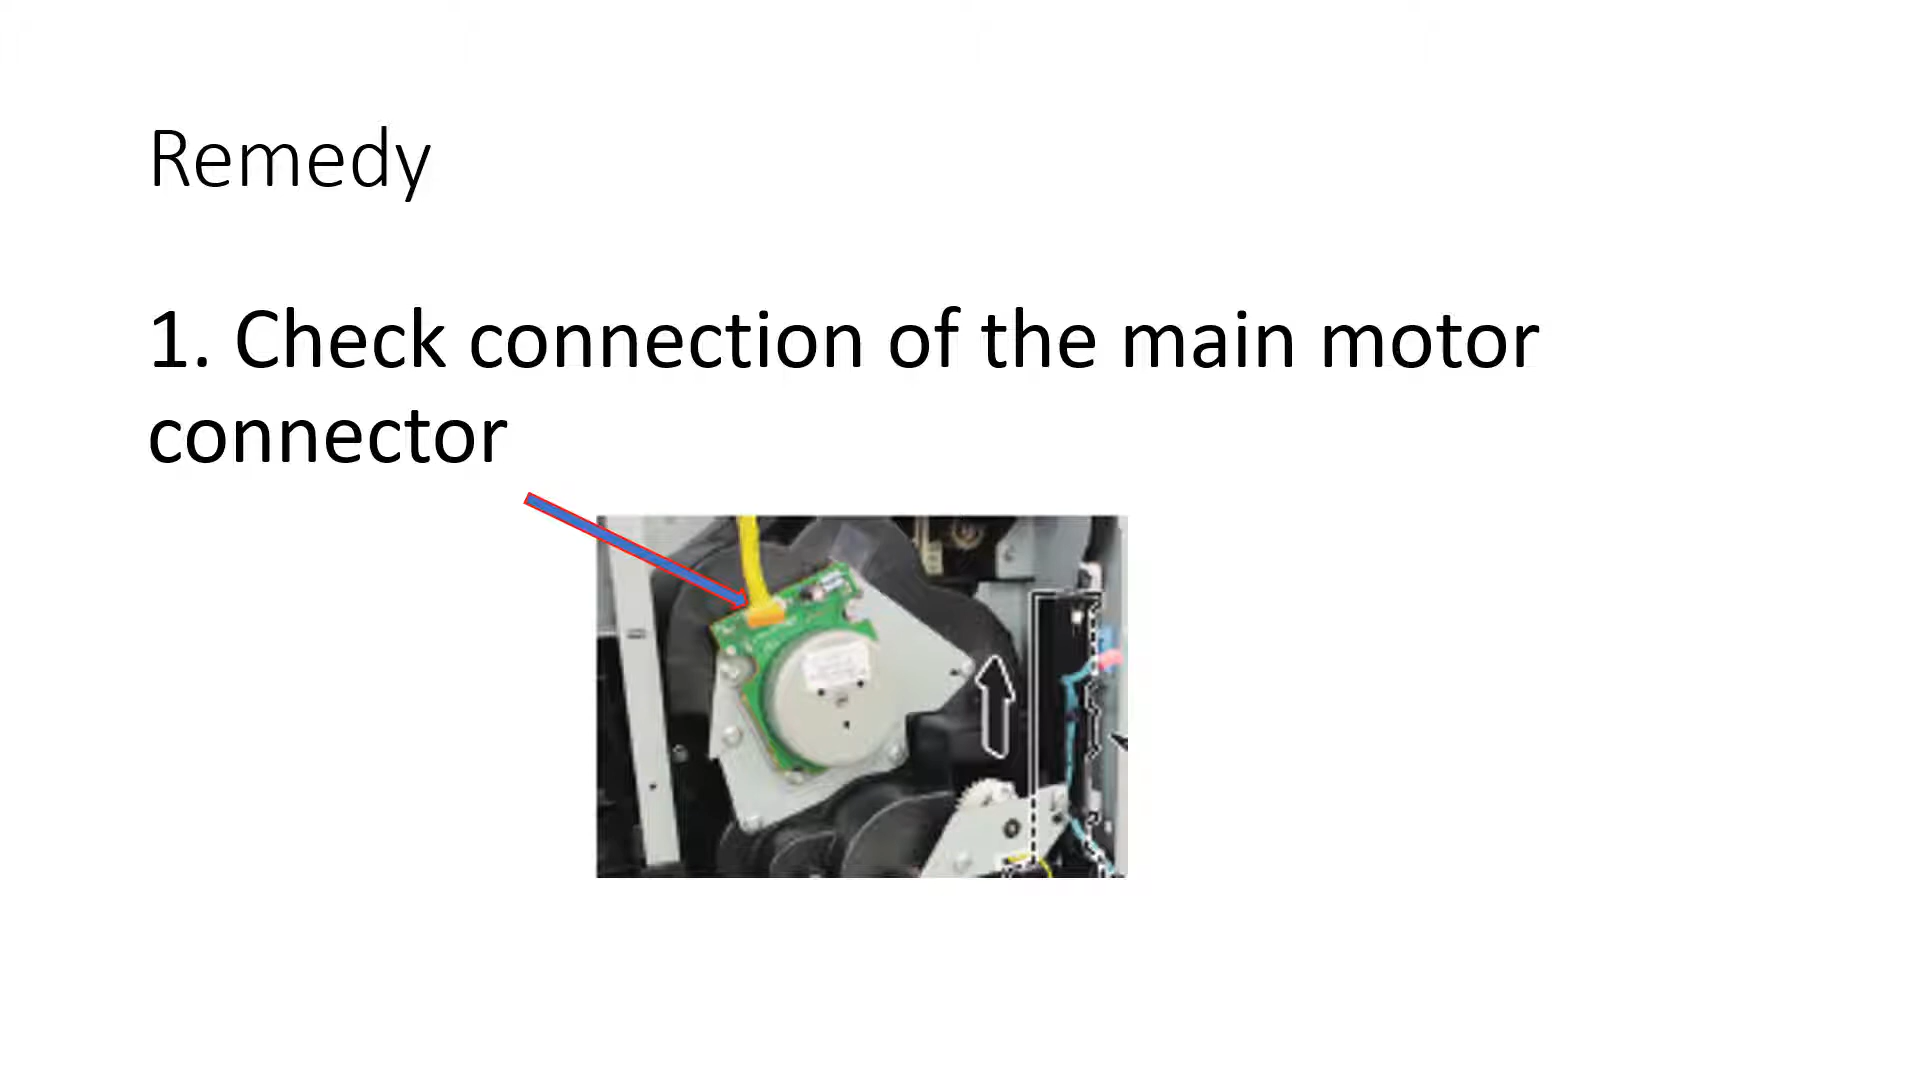 Remedy
1. Check connection of the main motor
connector